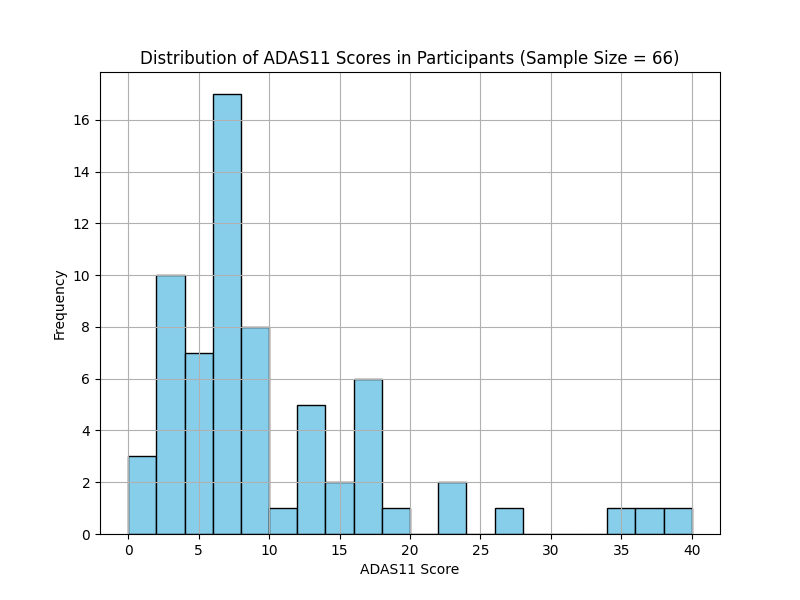 Distribution of ADAS11 Scores in Participants (Sample Size = 66)
Frequency
16
14
12
10
8
6
4
2
0
0 5 10 15 20 25 30 35 40
ADAS11 Score